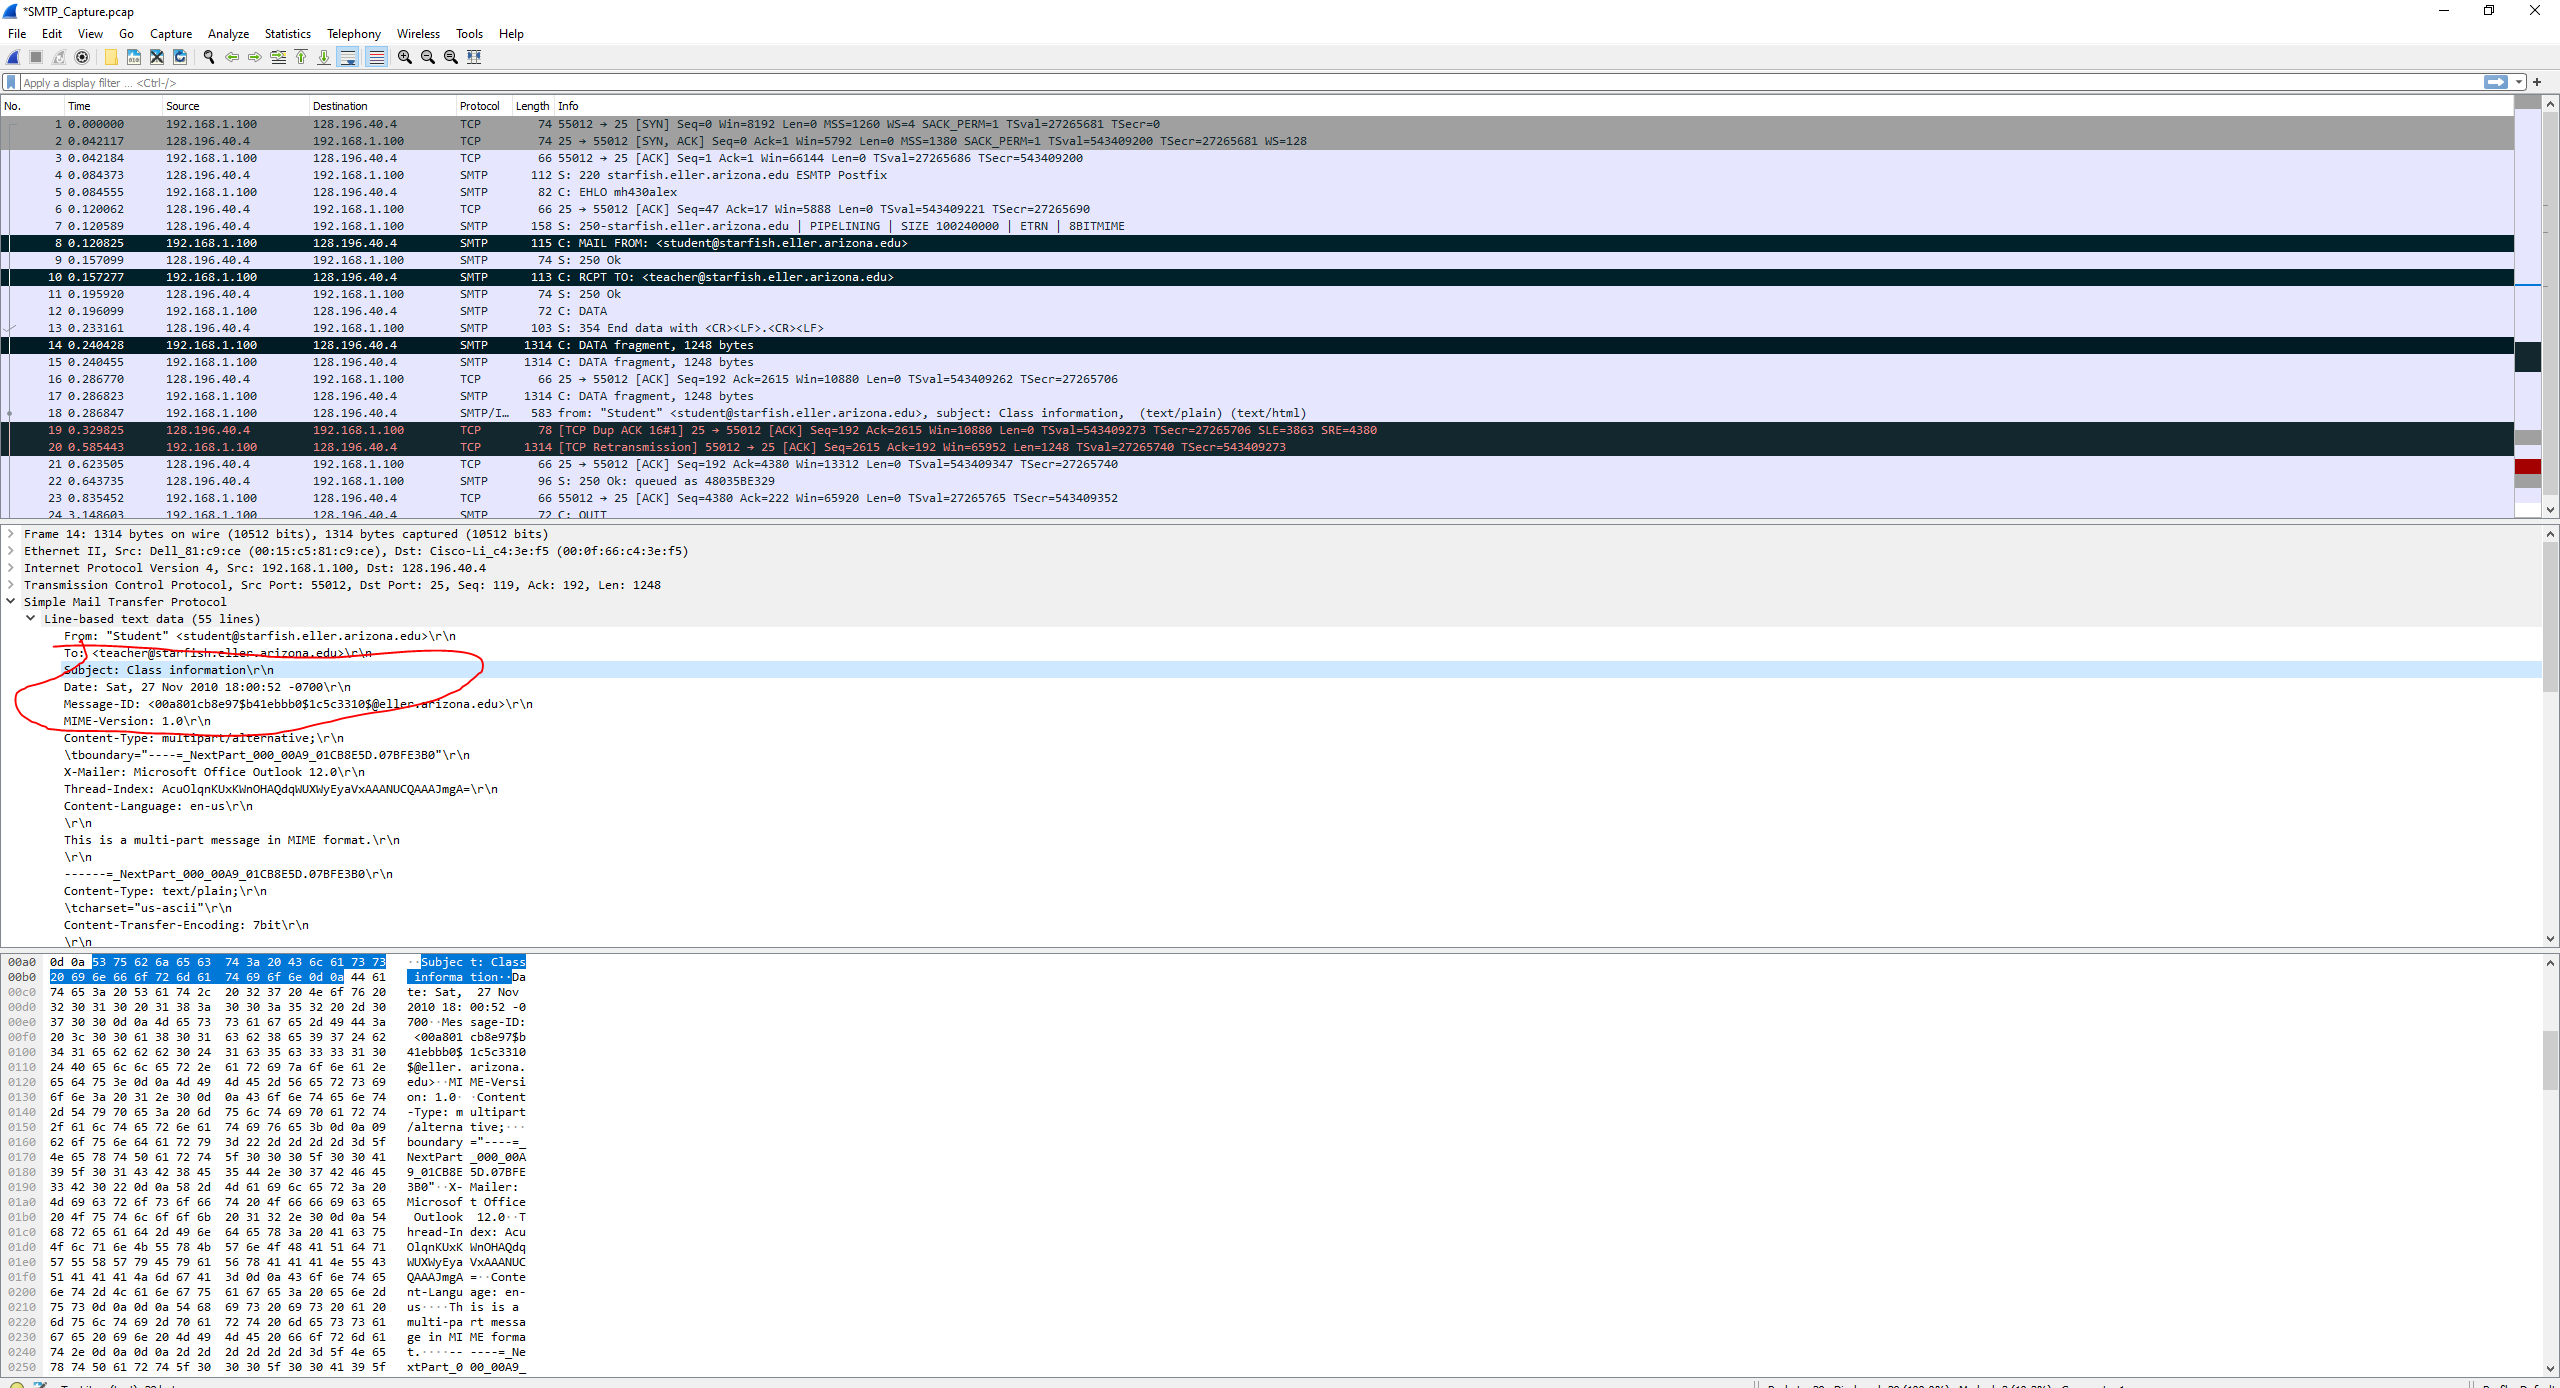 *SMTP_Capture.pcap
File Edit View Go Capture Analyze Statistics Telephony Wireless Tools Help
Apply a display filter ... <Ctrl-/>
No. Time Source Destination Protocol Length Info
1 0.000000 192.168.1.100 128.196.40.4 TCP 74 55012 → 25 [SYN] Seq=0 Win=8192 Len=0 MSS=1260 WS=4 SACK_PERM=1 TSval=27265681 TSecr=0
2 0.042117 128.196.40.4 192.168.1.100 TCP 74 25 → 55012 [SYN, ACK] Seq=0 Ack=1 Win=5792 Len=0 MSS=1380 SACK_PERM=1 TSval=543409200 TSecr=27265681 WS=128
3 0.042184 192.168.1.100 128.196.40.4 TCP 66 55012 → 25 [ACK] Seq=1 Ack=1 Win=66144 Len=0 TSval=27265686 TSecr=543409200
4 0.084373 128.196.40.4 192.168.1.100 SMTP 112 S: 220 starfish.eller.arizona.edu ESMTP Postfix
5 0.084555 192.168.1.100 128.196.40.4 SMTP 82 C: EHLO mh430alex
6 0.120062 128.196.40.4 192.168.1.100 TCP 66 25 → 55012 [ACK] Seq=47 Ack=17 Win=5888 Len=0 TSval=543409221 TSecr=27265690
7 0.120589 128.196.40.4 192.168.1.100 SMTP 158 S: 250-starfish.eller.arizona.edu | PIPELINING | SIZE 100240000 | ETRN | 8BITMIME
8 0.120825 192.168.1.100 128.196.40.4 SMTP 115 C: MAIL FROM: <student@starfish.eller.arizona.edu>
9 0.157099 128.196.40.4 192.168.1.100 SMTP 74 S: 250 Ok
10 0.157277 192.168.1.100 128.196.40.4 SMTP 113 C: RCPT TO: <teacher@starfish.eller.arizona.edu>
11 0.195920 128.196.40.4 192.168.1.100 SMTP 74 S: 250 Ok
12 0.196099 192.168.1.100 128.196.40.4 SMTP 72 C: DATA
13 0.233161 128.196.40.4 192.168.1.100 SMTP 103 S: 354 End data with <CR><LF>.<CR><LF>
14 0.240428 192.168.1.100 128.196.40.4 SMTP 1314 C: DATA fragment, 1248 bytes
15 0.240455 192.168.1.100 128.196.40.4 SMTP 1314 C: DATA fragment, 1248 bytes
16 0.286770 128.196.40.4 192.168.1.100 TCP 66 25 → 55012 [ACK] Seq=192 Ack=2615 Win=10880 Len=0 TSval=543409262 TSecr=27265706
17 0.286823 192.168.1.100 128.196.40.4 SMTP 1314 C: DATA fragment, 1248 bytes
18 0.286847 192.168.1.100 128.196.40.4 SMTP/I… 583 from: "Student" <student@starfish.eller.arizona.edu>, subject: Class information,  (text/plain) (text/html)
19 0.329825 128.196.40.4 192.168.1.100 TCP 78 [TCP Dup ACK 16#1] 25 → 55012 [ACK] Seq=192 Ack=2615 Win=10880 Len=0 TSval=543409273 TSecr=27265706 SLE=3863 SRE=4380
20 0.585443 192.168.1.100 128.196.40.4 TCP 1314 [TCP Retransmission] 55012 → 25 [ACK] Seq=2615 Ack=192 Win=65952 Len=1248 TSval=27265740 TSecr=543409273
21 0.623505 128.196.40.4 192.168.1.100 TCP 66 25 → 55012 [ACK] Seq=192 Ack=4380 Win=13312 Len=0 TSval=543409347 TSecr=27265740
22 0.643735 128.196.40.4 192.168.1.100 SMTP 96 S: 250 Ok: queued as 48035BE329
23 0.835452 192.168.1.100 128.196.40.4 TCP 66 55012 → 25 [ACK] Seq=4380 Ack=222 Win=65920 Len=0 TSval=27265765 TSecr=543409352
24 3.148603 192.168.1.100 128.196.40.4 SMTP 72 C: QUIT
Frame 14: 1314 bytes on wire (10512 bits), 1314 bytes captured (10512 bits)
Ethernet II, Src: Dell_81:c9:ce (00:15:c5:81:c9:ce), Dst: Cisco-Li_c4:3e:f5 (00:0f:66:c4:3e:f5)
Internet Protocol Version 4, Src: 192.168.1.100, Dst: 128.196.40.4
Transmission Control Protocol, Src Port: 55012, Dst Port: 25, Seq: 119, Ack: 192, Len: 1248
Simple Mail Transfer Protocol
Line-based text data (55 lines)
From: "Student" <student@starfish.eller.arizona.edu>\r\n
To: <teacher@starfish.eller.arizona.edu>\r\n
Subject: Class information\r\n
Date: Sat, 27 Nov 2010 18:00:52 -0700\r\n
Message-ID: <00a801cb8e97$b41ebbb0$1c5c3310$@eller.arizona.edu>\r\n
MIME-Version: 1.0\r\n
Content-Type: multipart/alternative;\r\n
\tboundary="----=_NextPart_000_00A9_01CB8E5D.07BFE3B0"\r\n
X-Mailer: Microsoft Office Outlook 12.0\r\n
Thread-Index: AcuOlqnKUxKWnOHAQdqWUXWyEyaVxAAANUCQAAAJmgA=\r\n
Content-Language: en-us\r\n
\r\n
This is a multi-part message in MIME format.\r\n
\r\n
------=_NextPart_000_00A9_01CB8E5D.07BFE3B0\r\n
Content-Type: text/plain;\r\n
\tcharset="us-ascii"\r\n
Content-Transfer-Encoding: 7bit\r\n
\r\n
00a0 0d 0a 53 75 62 6a 65 63 74 3a 20 43 6c 61 73 73 ··Subjec t: Class
00b0 20 69 6e 66 6f 72 6d 61 74 69 6f 6e 0d 0a 44 61 informa tion··Da
00c0 74 65 3a 20 53 61 74 2c 20 32 37 20 4e 6f 76 20 te: Sat, 27 Nov
00d0 32 30 31 30 20 31 38 3a 30 30 3a 35 32 20 2d 30 2010 18: 00:52 -0
00e0 37 30 30 0d 0a 4d 65 73 73 61 67 65 2d 49 44 3a 700··Mes sage-ID:
00f0 20 3c 30 30 61 38 30 31 63 62 38 65 39 37 24 62 <00a801 cb8e97$b
0100 34 31 65 62 62 62 30 24 31 63 35 63 33 33 31 30 41ebbb0$ 1c5c3310
0110 24 40 65 6c 6c 65 72 2e 61 72 69 7a 6f 6e 61 2e $@eller. arizona.
0120 65 64 75 3e 0d 0a 4d 49 4d 45 2d 56 65 72 73 69 edu>··MI ME-Versi
0130 6f 6e 3a 20 31 2e 30 0d 0a 43 6f 6e 74 65 6e 74 on: 1.0· ·Content
0140 2d 54 79 70 65 3a 20 6d 75 6c 74 69 70 61 72 74 -Type: m ultipart
0150 2f 61 6c 74 65 72 6e 61 74 69 76 65 3b 0d 0a 09 /alterna tive;···
0160 62 6f 75 6e 64 61 72 79 3d 22 2d 2d 2d 2d 3d 5f boundary ="----=_
0170 4e 65 78 74 50 61 72 74 5f 30 30 30 5f 30 30 41 NextPart _000_00A
0180 39 5f 30 31 43 42 38 45 35 44 2e 30 37 42 46 45 9_01CB8E 5D.07BFE
0190 33 42 30 22 0d 0a 58 2d 4d 61 69 6c 65 72 3a 20 3B0"··X- Mailer:
01a0 4d 69 63 72 6f 73 6f 66 74 20 4f 66 66 69 63 65 Microsof t Office
01b0 20 4f 75 74 6c 6f 6f 6b 20 31 32 2e 30 0d 0a 54 Outlook 12.0··T
01c0 68 72 65 61 64 2d 49 6e 64 65 78 3a 20 41 63 75 hread-In dex: Acu
01d0 4f 6c 71 6e 4b 55 78 4b 57 6e 4f 48 41 51 64 71 OlqnKUxK WnOHAQdq
01e0 57 55 58 57 79 45 79 61 56 78 41 41 41 4e 55 43 WUXWyEya VxAAANUC
01f0 51 41 41 41 4a 6d 67 41 3d 0d 0a 43 6f 6e 74 65 QAAAJmgA =··Conte
0200 6e 74 2d 4c 61 6e 67 75 61 67 65 3a 20 65 6e 2d nt-Langu age: en-
0210 75 73 0d 0a 0d 0a 54 68 69 73 20 69 73 20 61 20 us····Th is is a
0220 6d 75 6c 74 69 2d 70 61 72 74 20 6d 65 73 73 61 multi-pa rt messa
0230 67 65 20 69 6e 20 4d 49 4d 45 20 66 6f 72 6d 61 ge in MI ME forma
0240 74 2e 0d 0a 0d 0a 2d 2d 2d 2d 2d 2d 3d 5f 4e 65 t.····-- ----=_Ne
0250 78 74 50 61 72 74 5f 30 30 30 5f 30 30 41 39 5f xtPart_0 00_00A9_